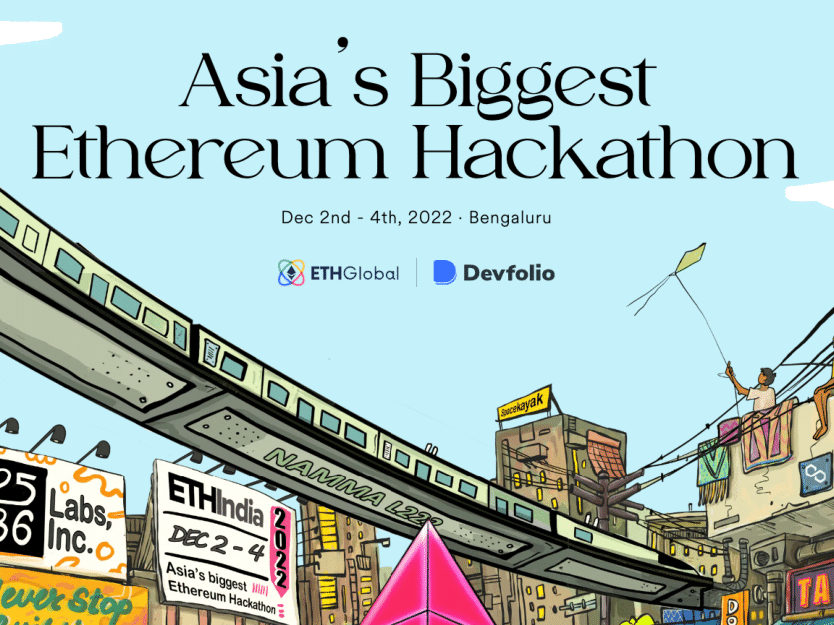 Asia's Biggest
Ethereum Hackathon
Dec 2nd - 4th, 2022 · Bengaluru
ETHGlobal
Devfolio
Spacekayak
NAMMA L222
25
36
Labs,
Inc.
ETHIndia
2022
DEC 2 - 4
Asia's biggest
Ethereum Hackathon
Never Stop
TA